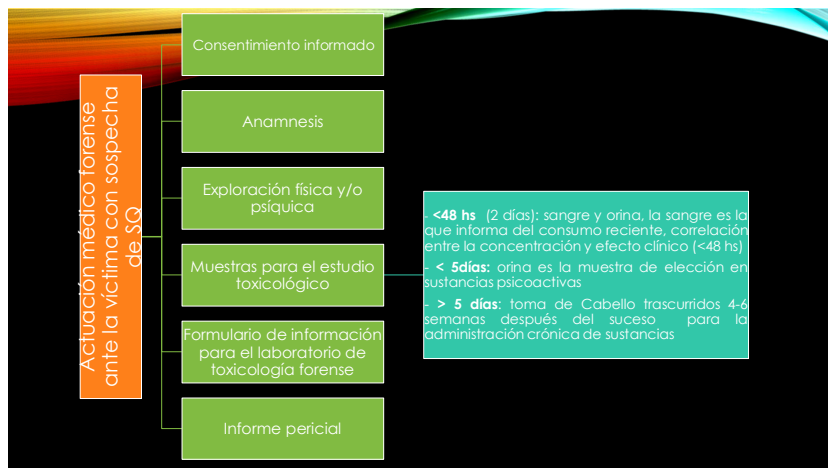 Actuación médico forense
ante la víctima con sospecha
de SQ
Consentimiento informado
Anamnesis
Exploración física y/o
psíquica
Muestras para el estudio
toxicológico
Formulario de información
para el laboratorio de
toxicología forense
Informe pericial
- <48 hs (2 días): sangre y orina, la sangre es la
que informa del consumo reciente, correlación
entre la concentración y efecto clínico (<48 hs)
- < 5días: orina es la muestra de elección en
sustancias psicoactivas
- > 5 días: toma de Cabello trascurridos 4-6
semanas después del suceso para la
administración crónica de sustancias